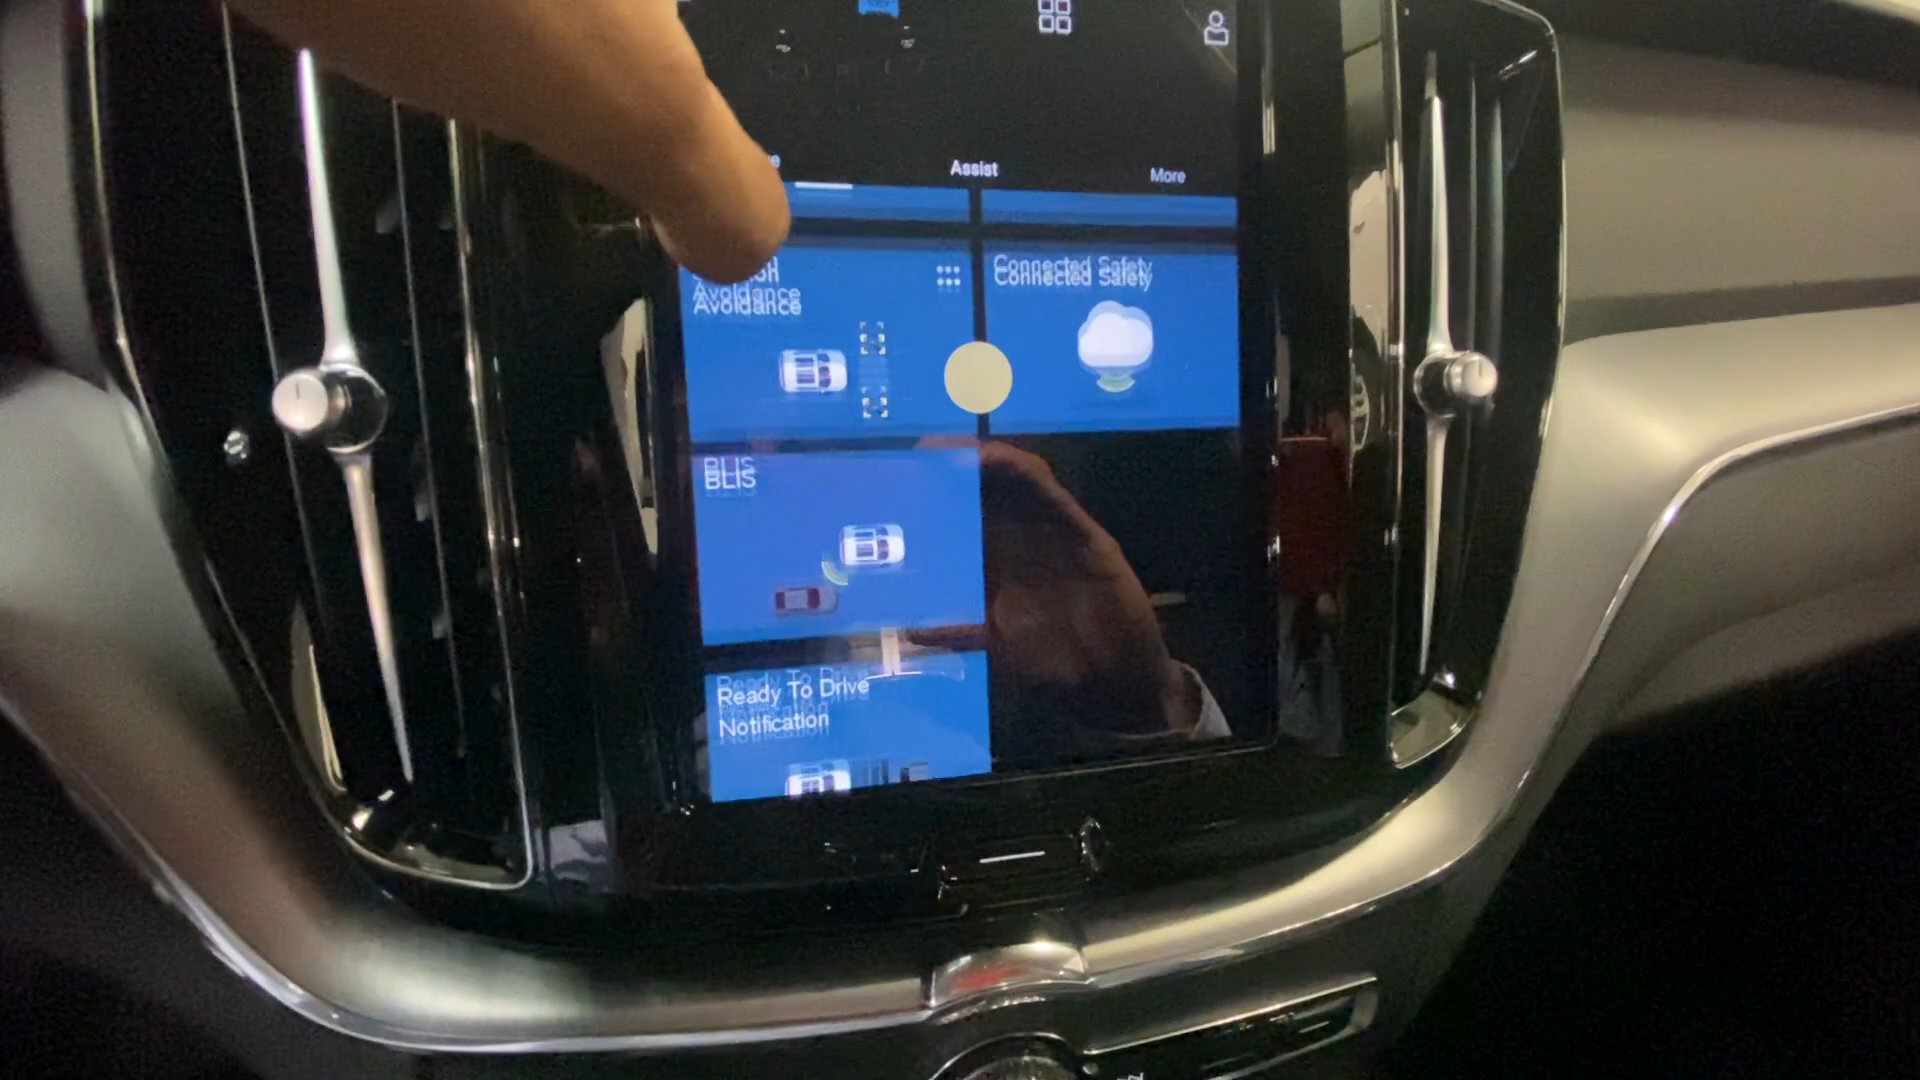 Assist
More
Avoidance
Connected Safety
BLIS
Ready To Drive
Notification